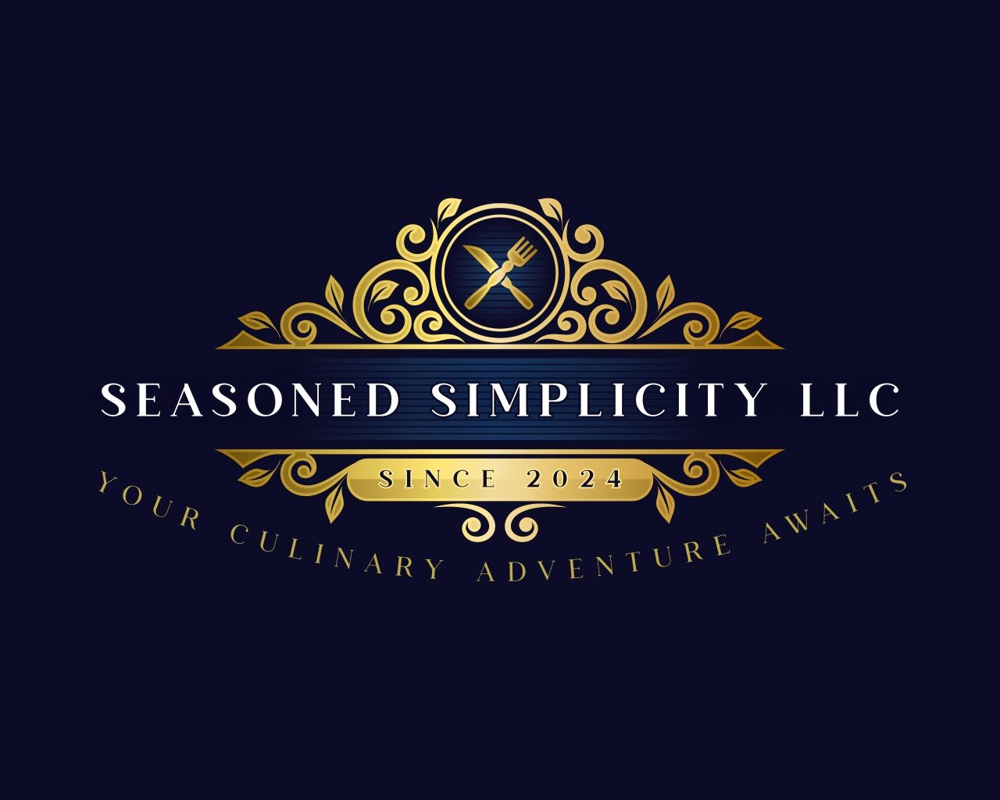 SEASONED SIMPLICITY LLC
SINCE 2024
YOUR CULINARY ADVENTURE AWAITS